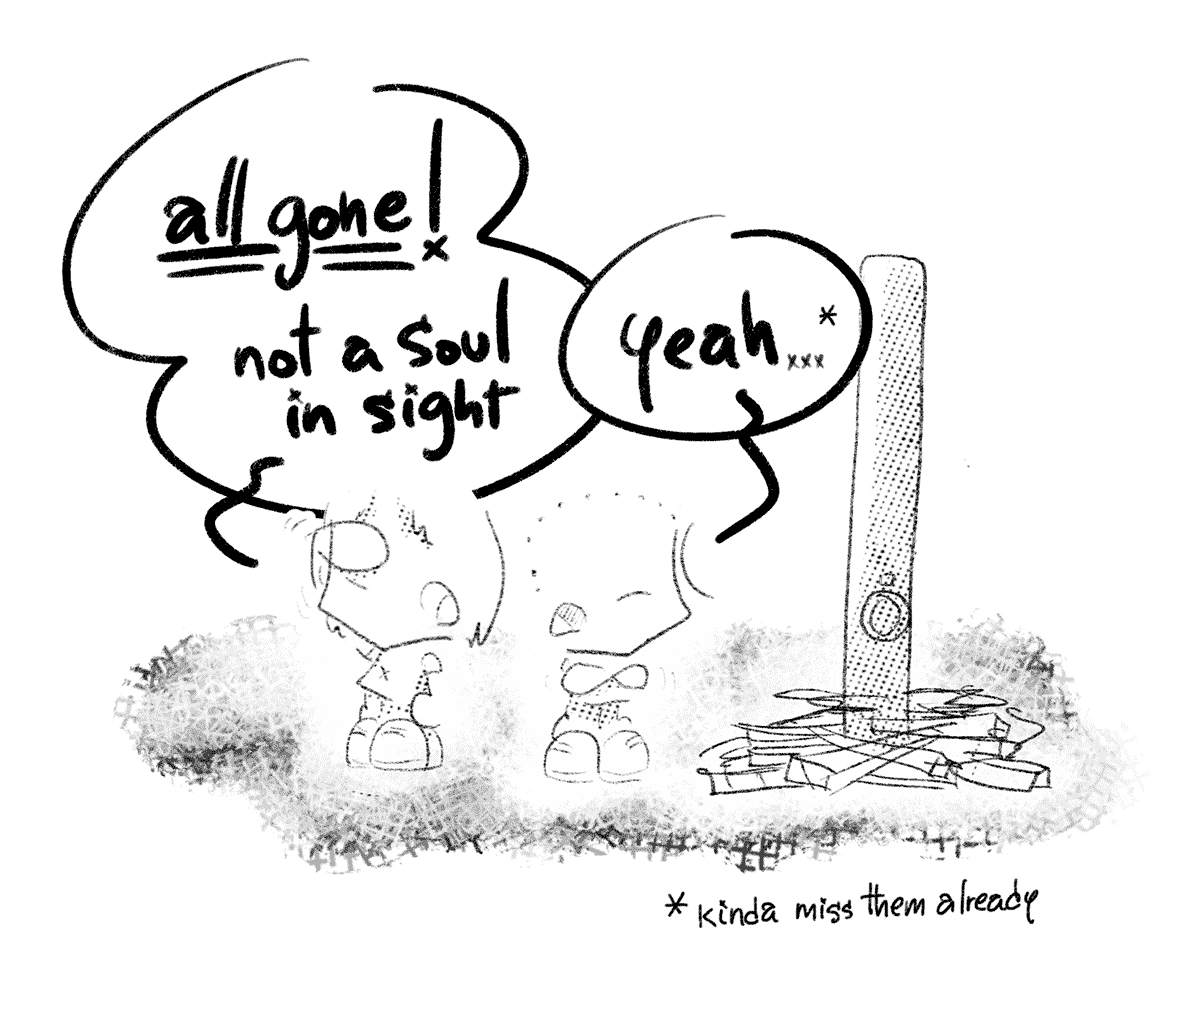 all gone!
not a soul
in sight
yeah...*
* kinda miss them already